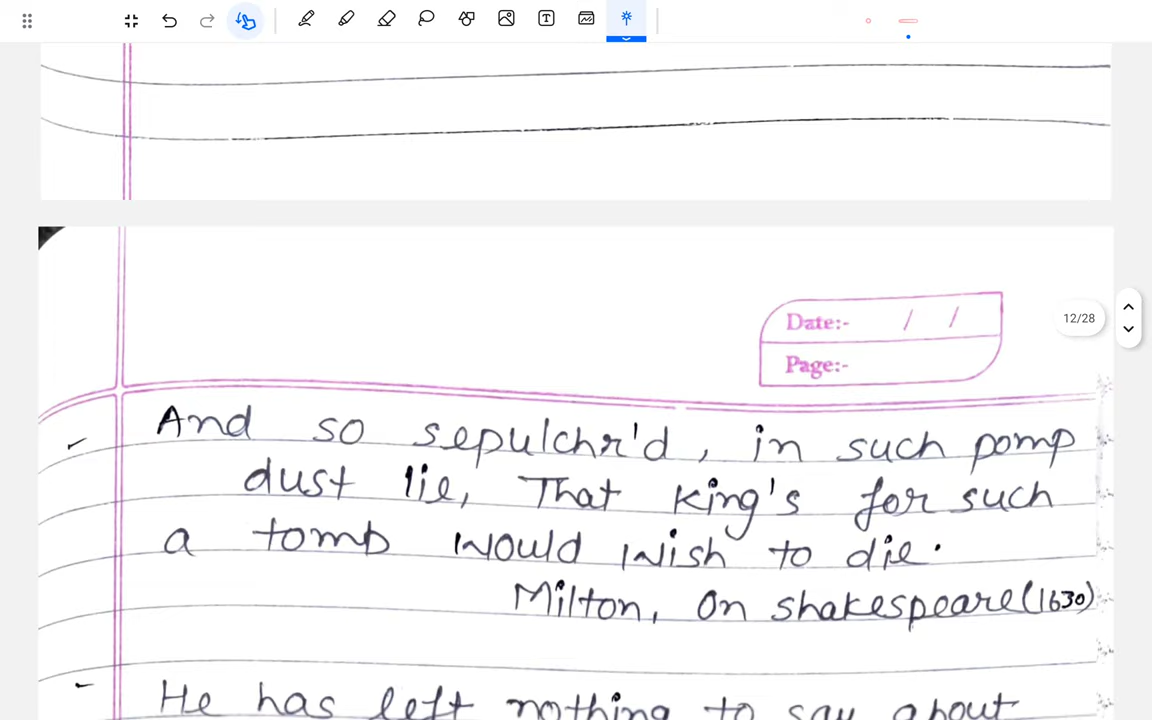 12/28
Date:- / /
Page:-
- And so sepulchr'd, in such pomp
dust lie, That King's for such
a tomb would wish to die.
Milton, On shakespeare(1630)
- He has left nothing to say about